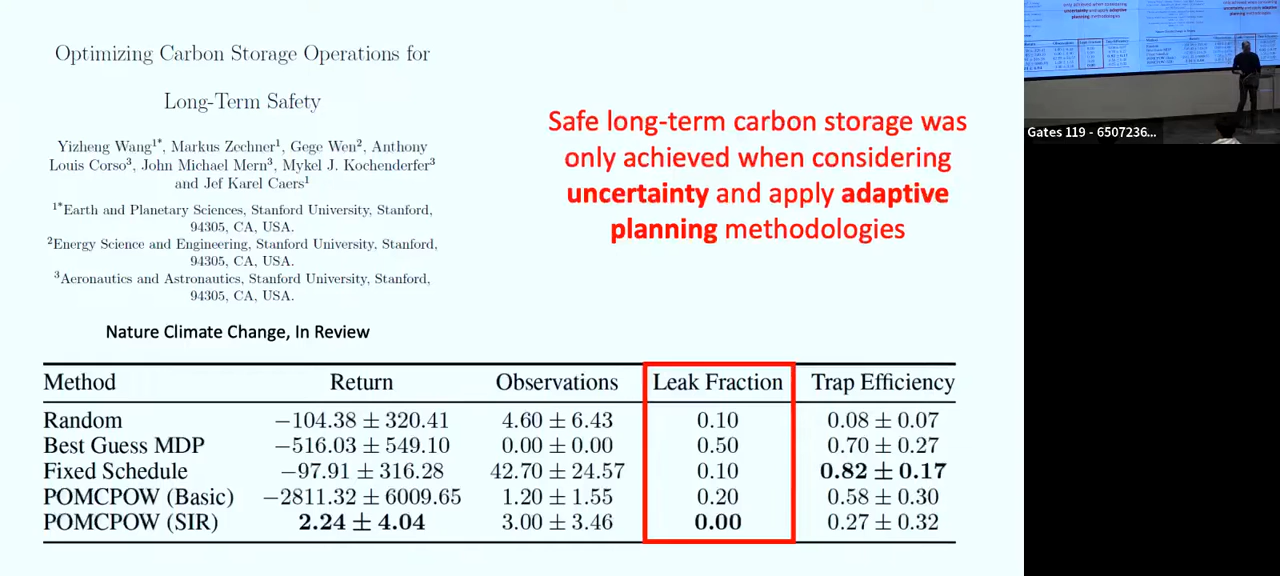 Optimizing Carbon Storage Operations for
Long-Term Safety
Yizheng Wang1*, Markus Zechner1, Gege Wen2, Anthony
Louis Corso3, John Michael Mern3, Mykel J. Kochenderfer3
and Jef Karel Caers1
1*Earth and Planetary Sciences, Stanford University, Stanford,
94305, CA, USA.
2Energy Science and Engineering, Stanford University, Stanford,
94305, CA, USA.
3Aeronautics and Astronautics, Stanford University, Stanford,
94305, CA, USA.
Nature Climate Change, In Review
Safe long-term carbon storage was
only achieved when considering
uncertainty and apply adaptive
planning methodologies
Method Return Observations Leak Fraction Trap Efficiency
Random −104.38 ± 320.41 4.60 ± 6.43 0.10 0.08 ± 0.07
Best Guess MDP −516.03 ± 549.10 0.00 ± 0.00 0.50 0.70 ± 0.27
Fixed Schedule −97.91 ± 316.28 42.70 ± 24.57 0.10 0.82 ± 0.17
POMCPOW (Basic) −2811.32 ± 6009.65 1.20 ± 1.55 0.20 0.58 ± 0.30
POMCPOW (SIR) 2.24 ± 4.04 3.00 ± 3.46 0.00 0.27 ± 0.32
Gates 119 - 6507236...